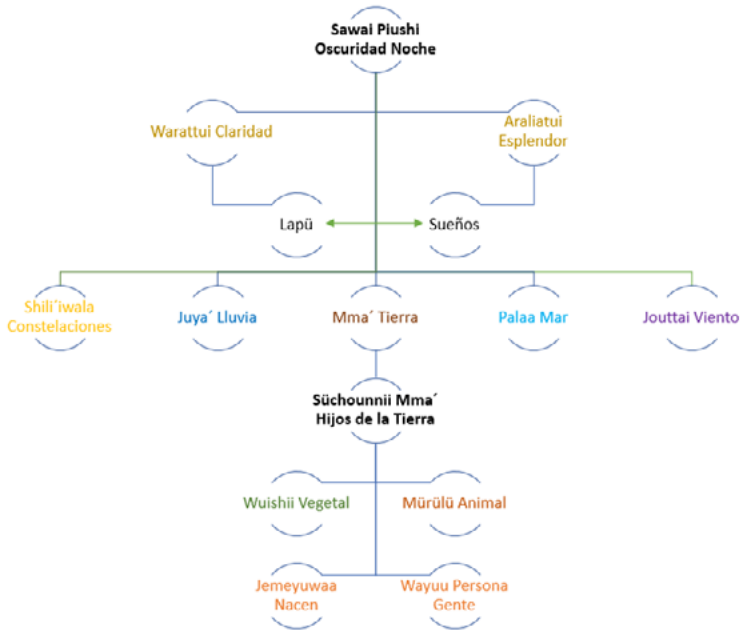 Sawai Piushi
Oscuridad Noche
Warattui Claridad
Araliatui
Esplendor
Lapü
Sueños
Shili´iwala
Constelaciones
Juya´ Lluvia
Mma´ Tierra
Palaa Mar
Jouttai Viento
Süchounnii Mma´
Hijos de la Tierra
Wuishii Vegetal
Mürülü Animal
Jemeyuwaa
Nacen
Wayuu Persona
Gente